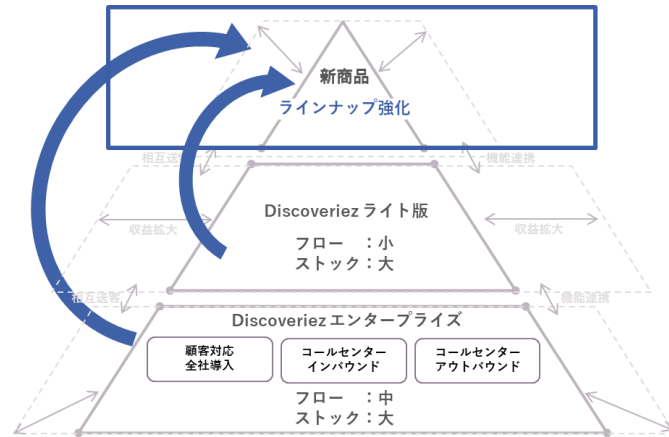 新商品
ラインナップ強化
相互送客
機能連携
Discoveriez ライト版
収益拡大
フロー ：小
ストック：大
収益拡大
相互送客
機能連携
Discoveriez エンタープライズ
顧客対応
全社導入
コールセンター
インバウンド
コールセンター
アウトバウンド
フロー ：中
ストック：大